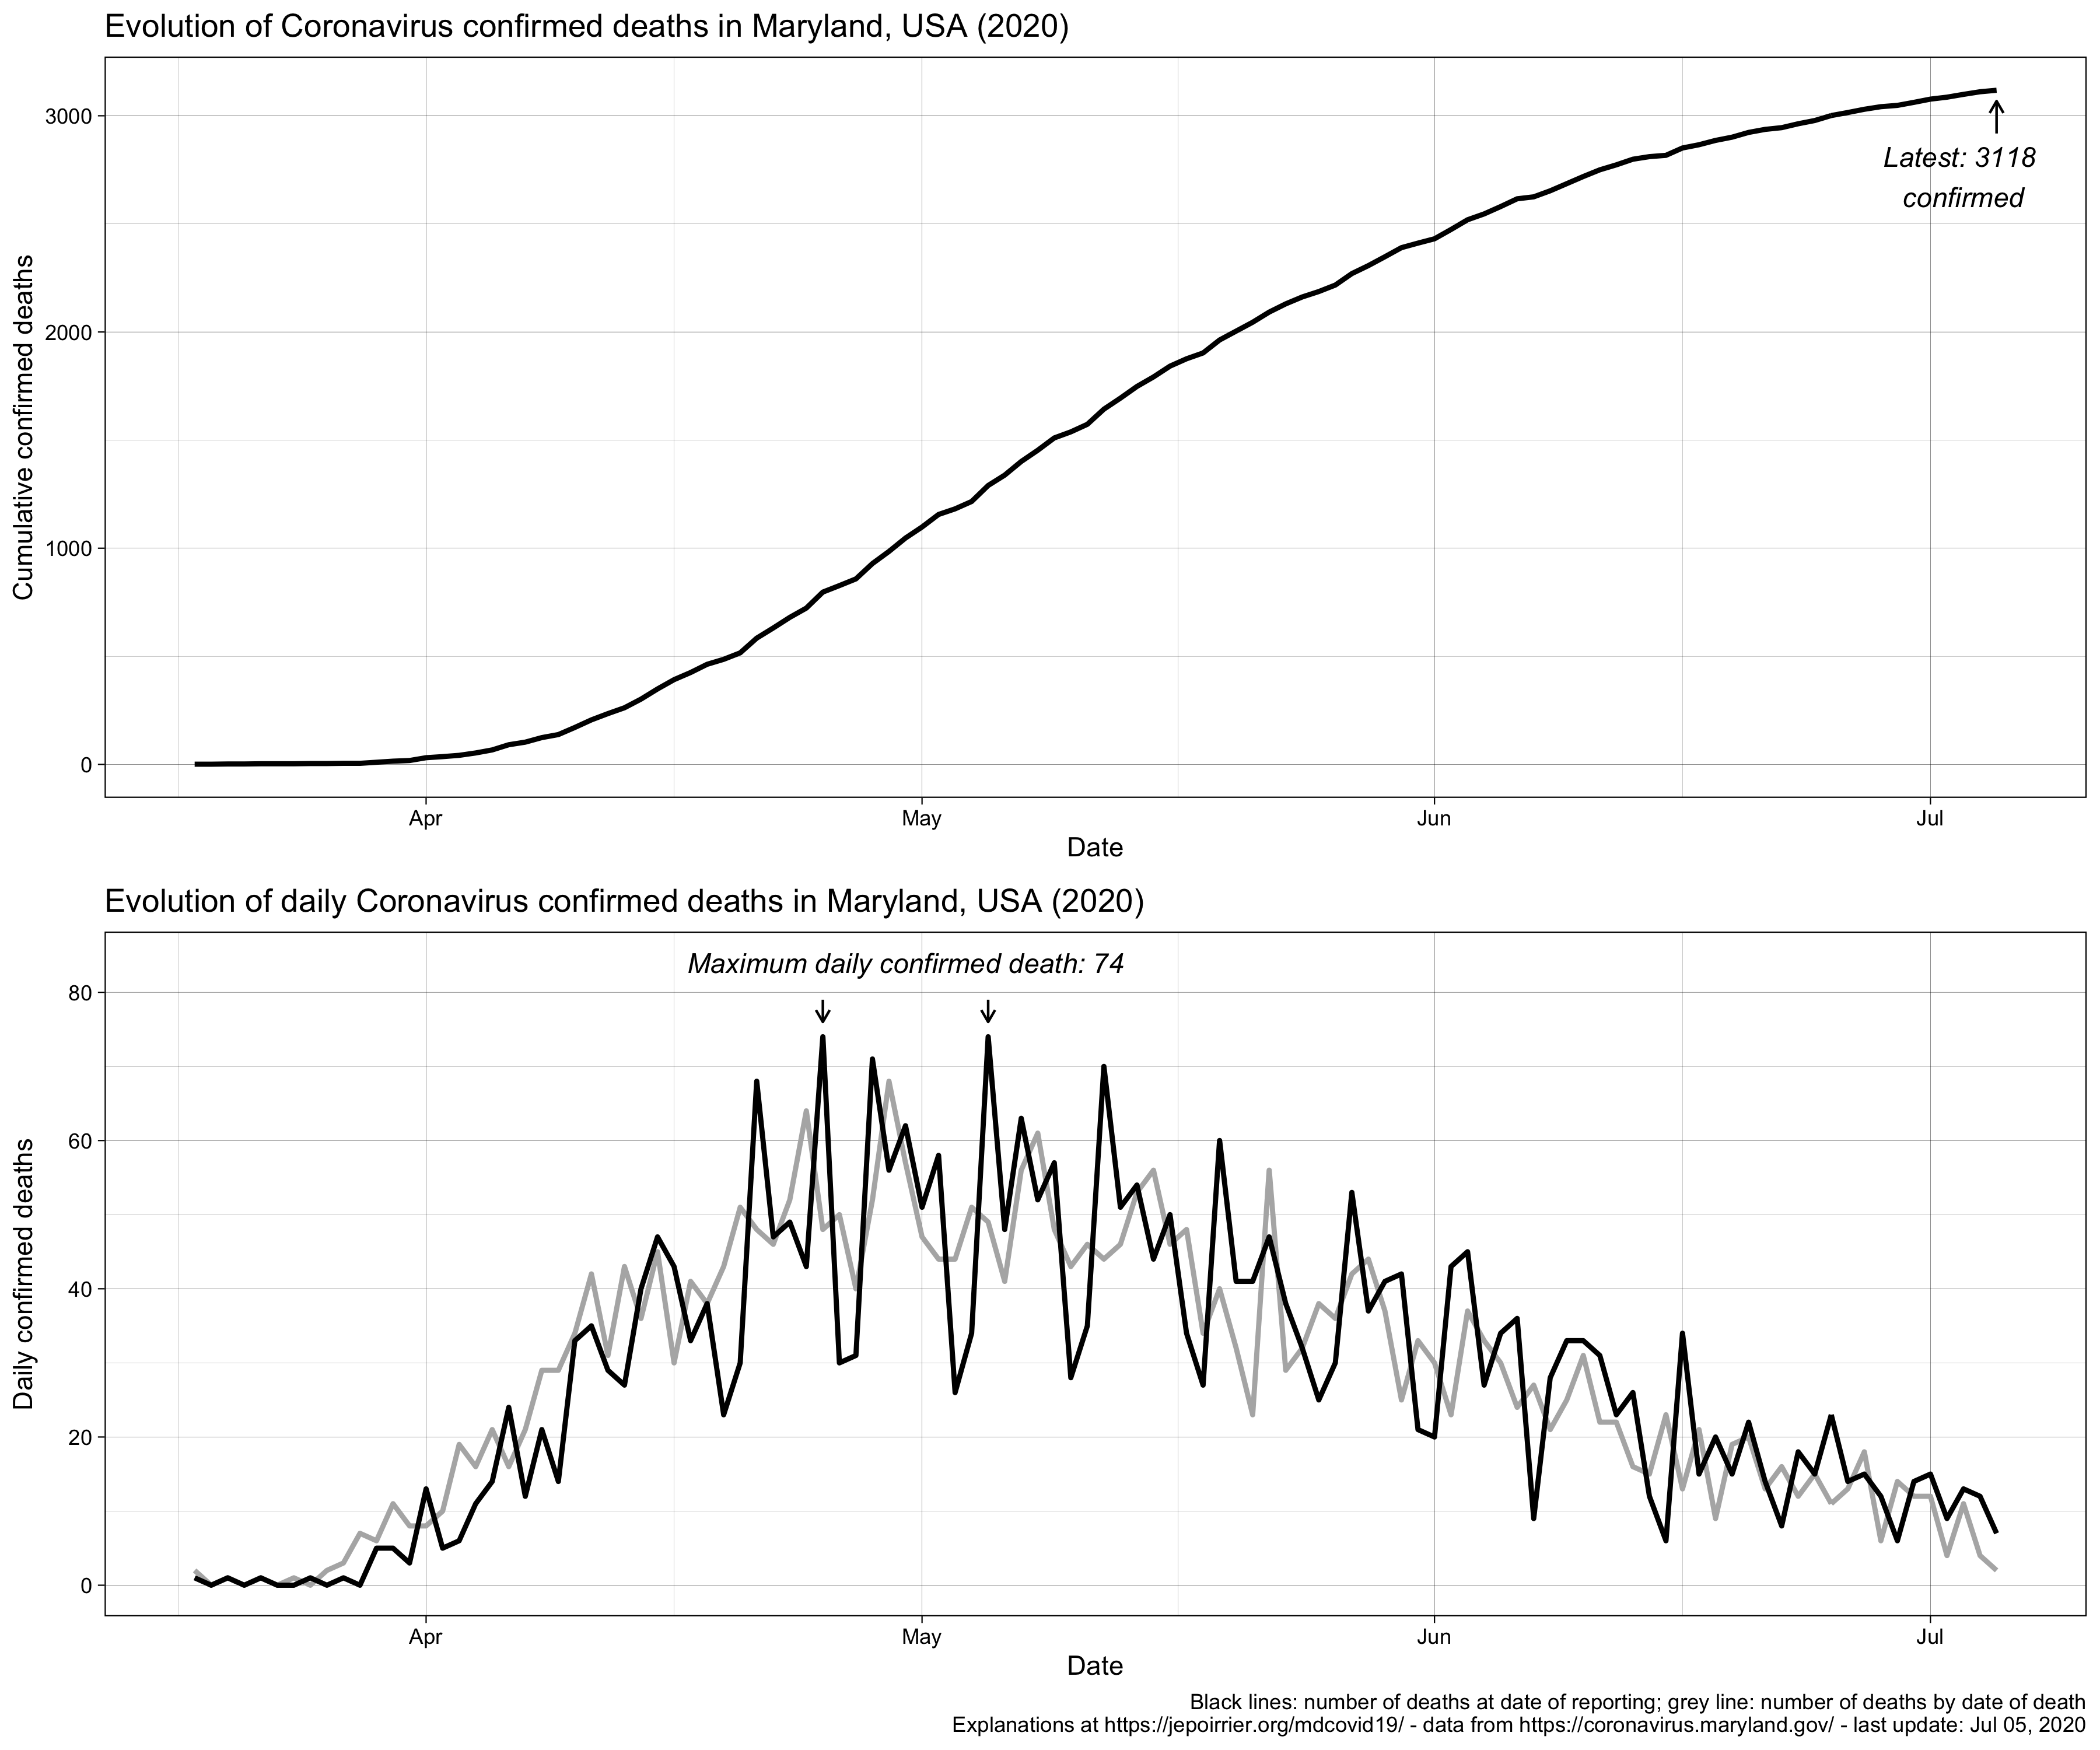 Evolution of Coronavirus confirmed deaths in Maryland, USA (2020)
Cumulative confirmed deaths
3000
2000
1000
0
Latest: 3118
confirmed
Apr
May
Jun
Jul
Date
Evolution of daily Coronavirus confirmed deaths in Maryland, USA (2020)
Daily confirmed deaths
Maximum daily confirmed death: 74
80
60
40
20
0
Apr
May
Jun
Jul
Date
Black lines: number of deaths at date of reporting; grey line: number of deaths by date of death
Explanations at https://jepoirrier.org/mdcovid19/ - data from https://coronavirus.maryland.gov/ - last update: Jul 05, 2020